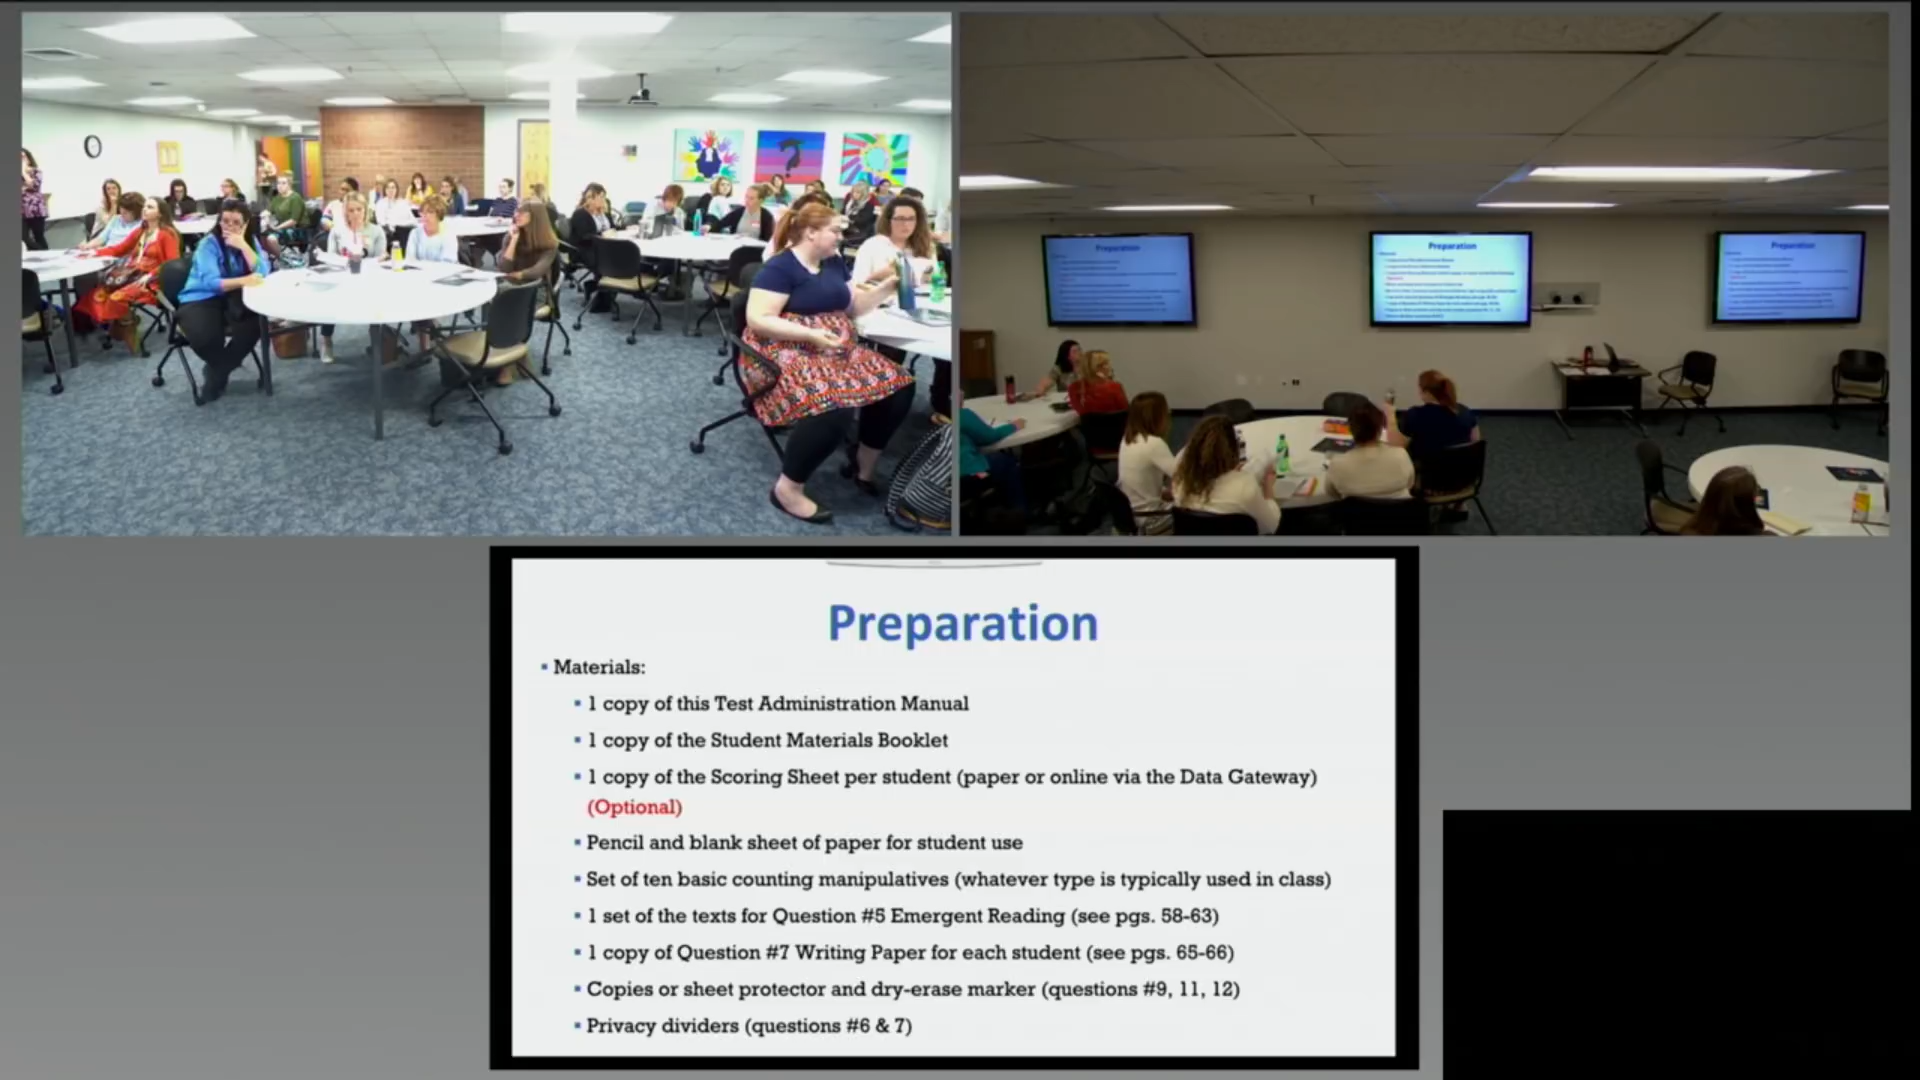 ?
Preparation
Preparation
Preparation
Preparation
Materials:
1 copy of this Test Administration Manual
1 copy of the Student Materials Booklet
1 copy of the Scoring Sheet per student (paper or online via the Data Gateway)
(Optional)
Pencil and blank sheet of paper for student use
Set of ten basic counting manipulatives (whatever type is typically used in class)
1 set of the texts for Question #5 Emergent Reading (see pgs. 58-63)
1 copy of Question #7 Writing Paper for each student (see pgs. 65-66)
Copies or sheet protector and dry-erase marker (questions #9, 11, 12)
Privacy dividers (questions #6 & 7)